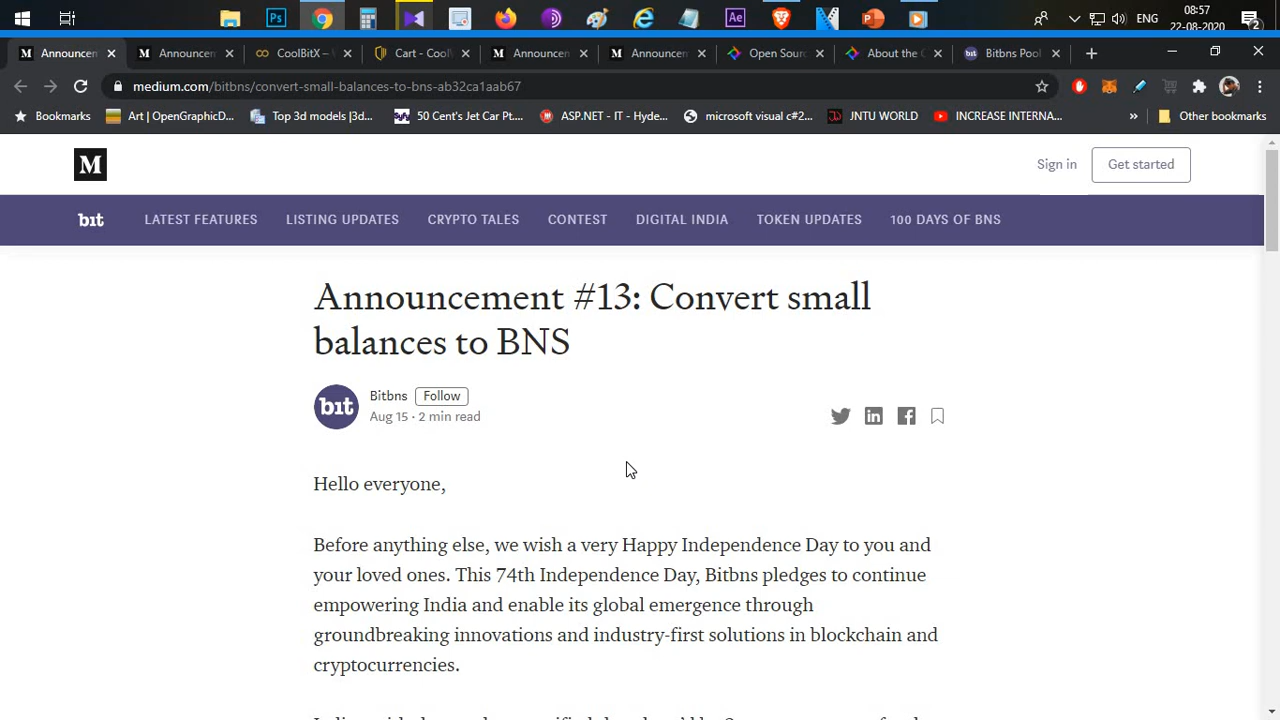 Ps
Ae
ENG
08:57
22-08-2020
2
M Announcen
M Announcen
CoolBitX –
Cart - Cool
M Announcen
M Announcen
Open Sourc
About the C
Bitbns Pool
medium.com/bitbns/convert-small-balances-to-bns-ab32ca1aab67
Bookmarks
Art | OpenGraphicD...
Top 3d models |3d...
Syfy 50 Cent's Jet Car Pt....
ASP.NET - IT - Hyde...
microsoft visual c#2...
JNTU WORLD
INCREASE INTERNA...
»
Other bookmarks
M
Sign in
Get started
bıt
LATEST FEATURES
LISTING UPDATES
CRYPTO TALES
CONTEST
DIGITAL INDIA
TOKEN UPDATES
100 DAYS OF BNS
Announcement #13: Convert small
balances to BNS
bıt
Bitbns
Follow
Aug 15 · 2 min read
Hello everyone,
Before anything else, we wish a very Happy Independence Day to you and
your loved ones. This 74th Independence Day, Bitbns pledges to continue
empowering India and enable its global emergence through
groundbreaking innovations and industry-first solutions in blockchain and
cryptocurrencies.